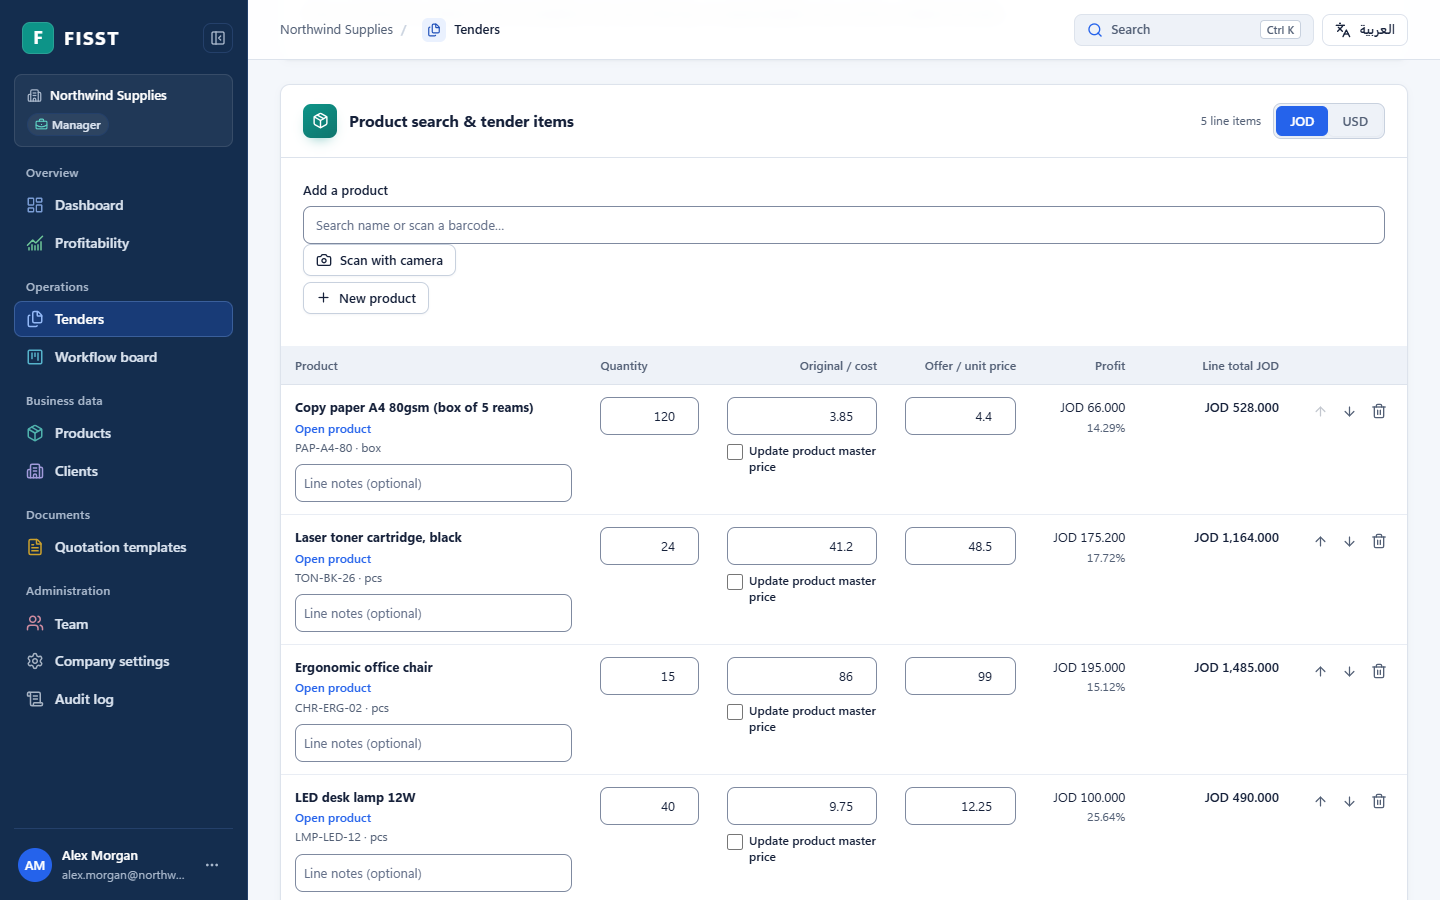 F FISST
Northwind Supplies
Manager
Overview
Dashboard
Profitability
Operations
Tenders
Workflow board
Business data
Products
Clients
Documents
Quotation templates
Administration
Team
Company settings
Audit log
AM Alex Morgan
alex.morgan@northw...
Northwind Supplies / Tenders
Search Ctrl K
العربية
Product search & tender items
5 line items JOD USD
Add a product
Search name or scan a barcode...
Scan with camera
New product
Product Quantity Original / cost Offer / unit price Profit Line total JOD
Copy paper A4 80gsm (box of 5 reams) 120 3.85 4.4 JOD 66.000 JOD 528.000
Open product 14.29%
PAP-A4-80 · box Update product master
price
Line notes (optional)
Laser toner cartridge, black 24 41.2 48.5 JOD 175.200 JOD 1,164.000
Open product 17.72%
TON-BK-26 · pcs Update product master
price
Line notes (optional)
Ergonomic office chair 15 86 99 JOD 195.000 JOD 1,485.000
Open product 15.12%
CHR-ERG-02 · pcs Update product master
price
Line notes (optional)
LED desk lamp 12W 40 9.75 12.25 JOD 100.000 JOD 490.000
Open product 25.64%
LMP-LED-12 · pcs Update product master
price
Line notes (optional)